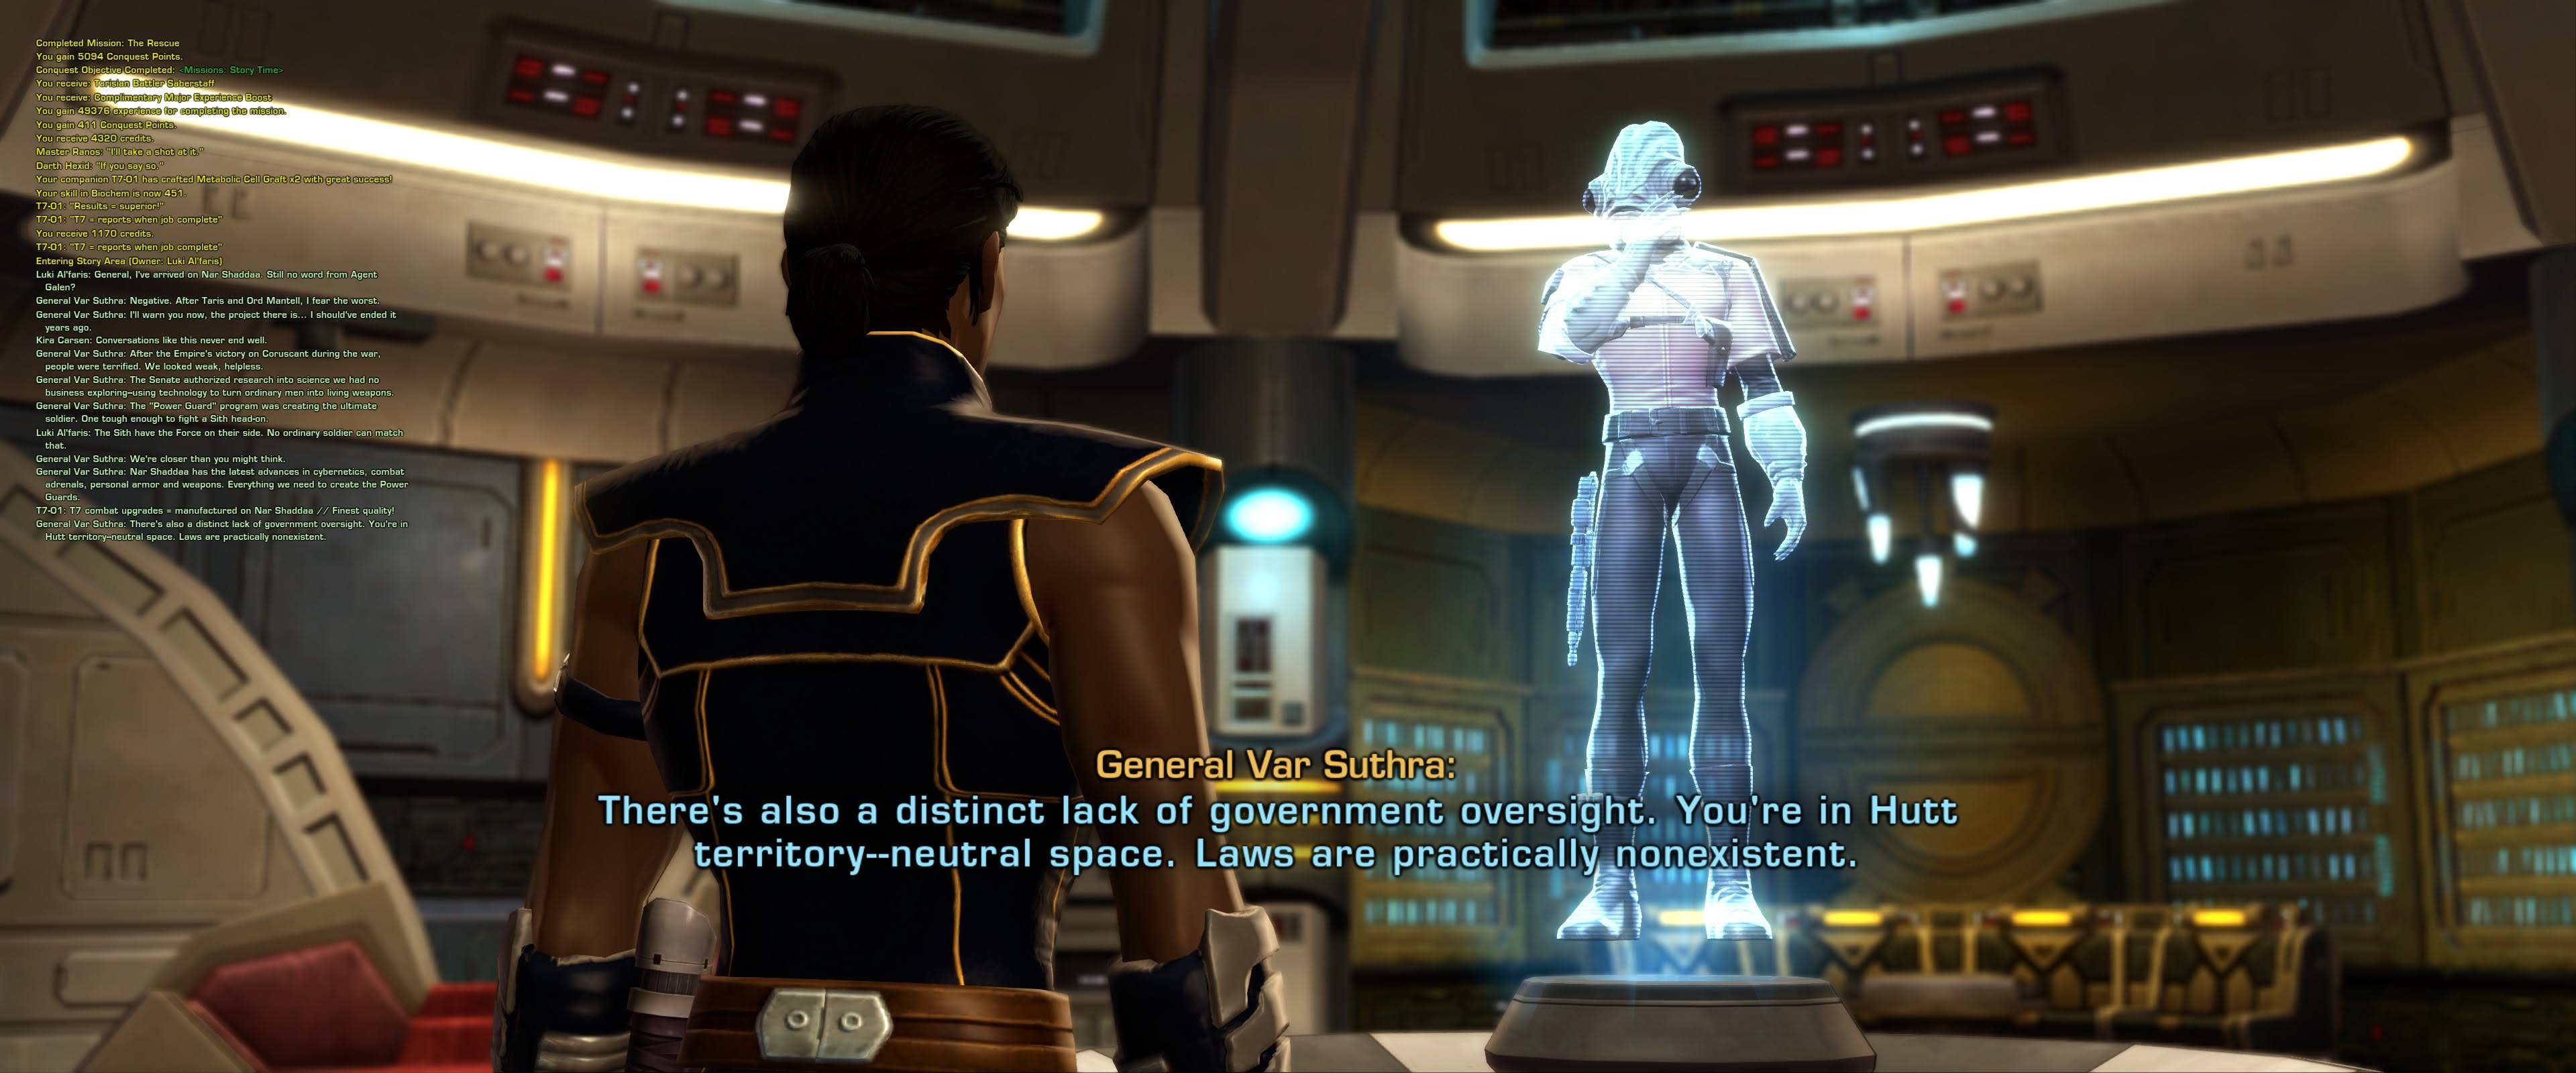 Completed Mission: The Rescue
You gain 5094 Conquest Points.
Conquest Objective Completed: <Missions: Story Time>
You receive: Turisian Battler Saberstaff
You receive: Complimentary Major Experience Boost
You gain 49376 experience for completing the mission.
You gain 411 Conquest Points.
You receive 4320 credits.
Master Ranos: "I'll take a shot at it."
Darth Hexid: "If you say so."
Your companion T7-01 has crafted Metabolic Cell Graft x2 with great success!
Your skill in Biochem is now 451.
T7-01: "Results = superior!"
T7-01: "T7 = reports when job complete"
You receive 1170 credits.
T7-01: "T7 = reports when job complete"
Entering Story Area (Owner: Luki Al'faris)
Luki Al'faris: General, I've arrived on Nar Shaddaa. Still no word from Agent
Galen?
General Var Suthra: Negative. After Taris and Ord Mantell, I fear the worst.
General Var Suthra: I'll warn you now, the project there is... I should've ended it
years ago.
Kira Carsen: Conversations like this never end well.
General Var Suthra: After the Empire's victory on Coruscant during the war,
people were terrified. We looked weak, helpless.
General Var Suthra: The Senate authorized research into science we had no
business exploring--using technology to turn ordinary men into living weapons.
General Var Suthra: The "Power Guard" program was creating the ultimate
soldier. One tough enough to fight a Sith head-on.
Luki Al'faris: The Sith have the Force on their side. No ordinary soldier can match
that.
General Var Suthra: We're closer than you might think.
General Var Suthra: Nar Shaddaa has the latest advances in cybernetics, combat
adrenals, personal armor and weapons. Everything we need to create the Power
Guards.
T7-01: T7 combat upgrades = manufactured on Nar Shaddaa // Finest quality!
General Var Suthra: There's also a distinct lack of government oversight. You're in
Hutt territory--neutral space. Laws are practically nonexistent.
General Var Suthra:
There's also a distinct lack of government oversight. You're in Hutt
territory--neutral space. Laws are practically nonexistent.